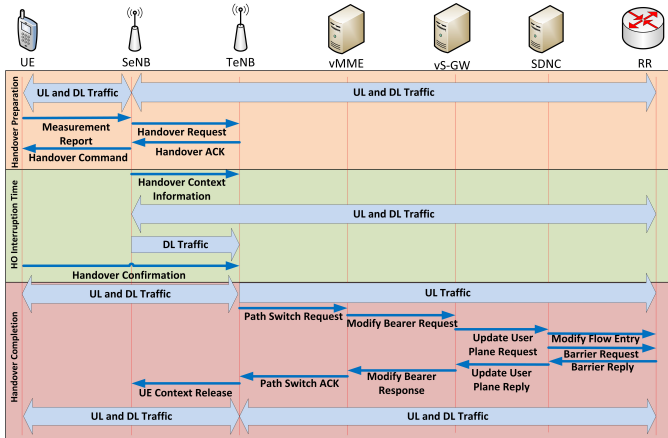 UE
SeNB
TeNB
vMME
vS-GW
SDNC
RR
Handover Preparation
UL and DL Traffic
UL and DL Traffic
Measurement
Report
Handover Request
Handover Command
Handover ACK
HO Interruption Time
Handover Context
Information
UL and DL Traffic
DL Traffic
Handover Confirmation
Handover Completion
UL and DL Traffic
UL Traffic
Path Switch Request
Modify Bearer Request
Update User
Plane Request
Modify Flow Entry
Barrier Request
Barrier Reply
Update User
Plane Reply
Modify Bearer
Response
Path Switch ACK
UE Context Release
UL and DL Traffic
UL and DL Traffic